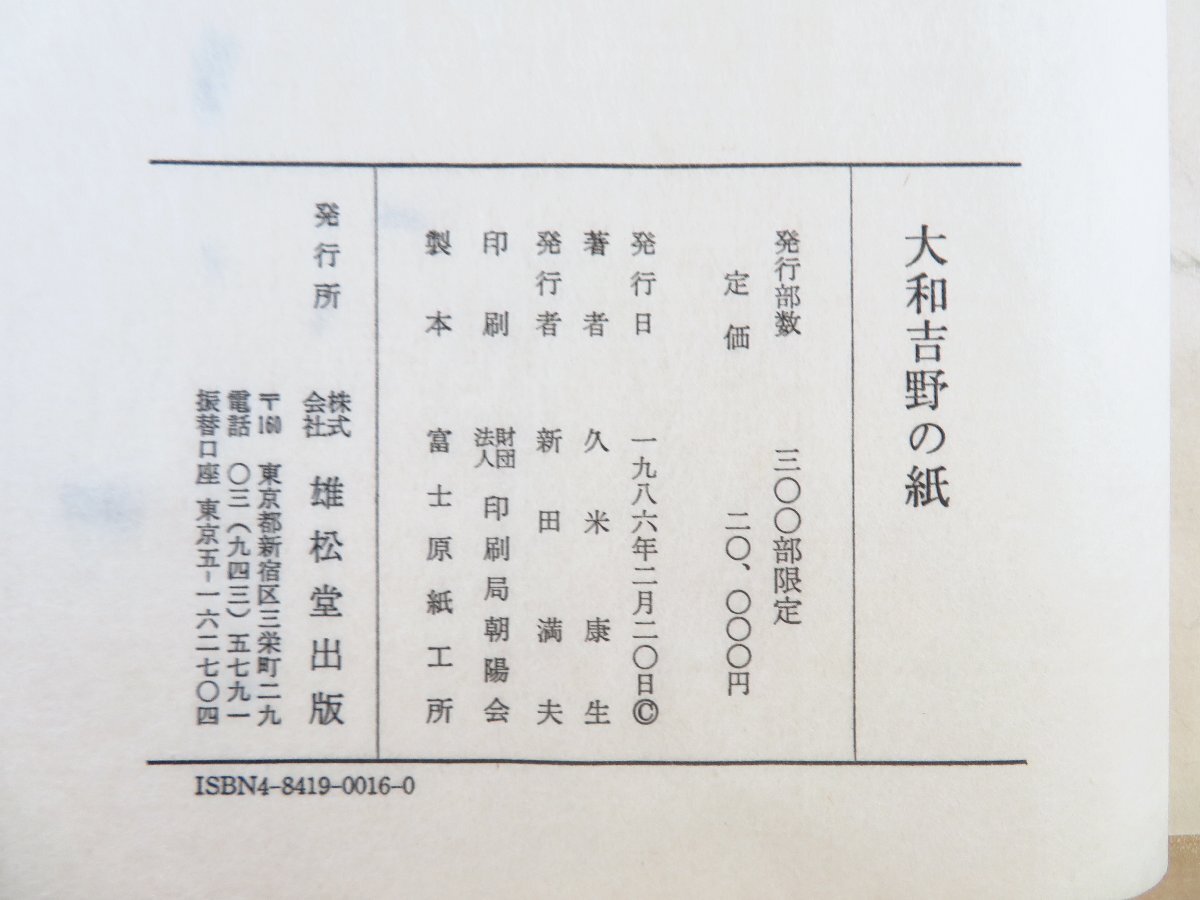 大和吉野の紙
発行部数 三〇〇部限定
定価 二〇、〇〇〇円
発行日 一九八六年二月二〇日©
著者 久米康生
発行者 新田満夫
印刷 財団法人 印刷局朝陽会
製本 富士原紙工所
発行所 株式会社 雄松堂出版
〒160 東京都新宿区三栄町二九
電話 〇三(九四三)五七九一
振替口座 東京五-一六二七〇四
ISBN4-8419-0016-0